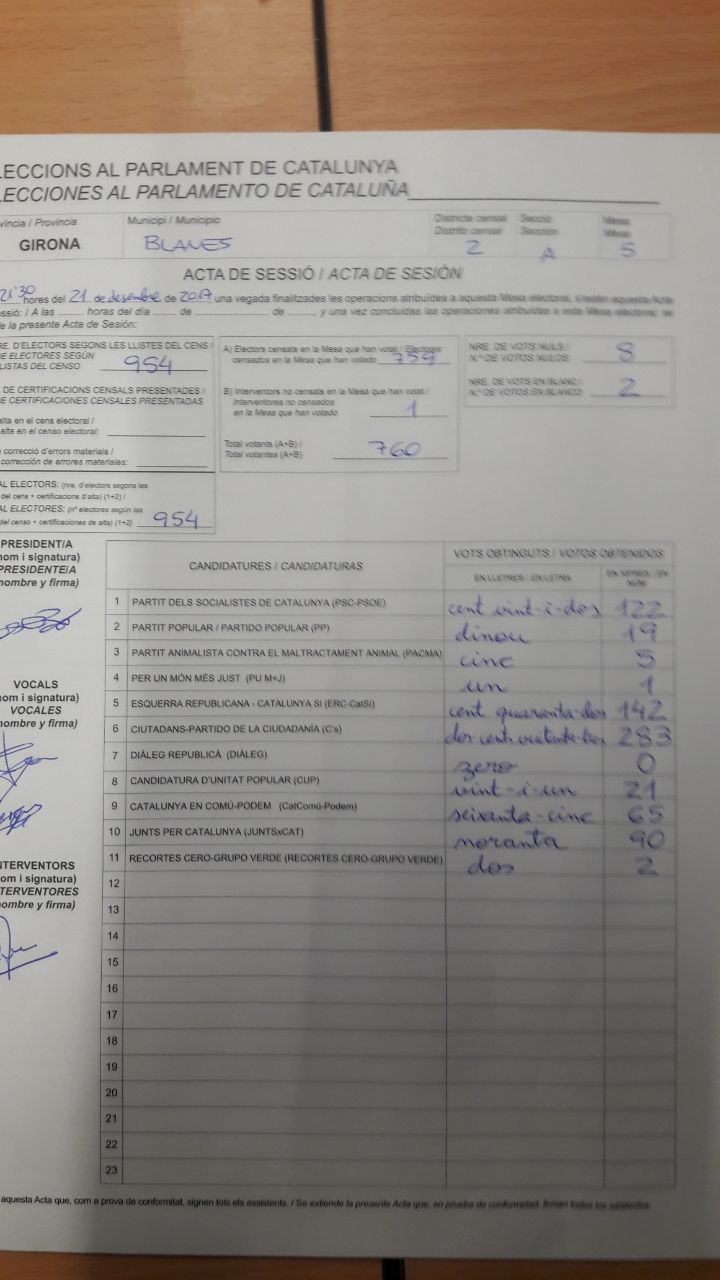 LECCIONS AL PARLAMENT DE CATALUNYA
LECCIONES AL PARLAMENTO DE CATALUÑA
víncia / Provincia Municipi / Municipio Districte censal Secció Mesa
Distrito censal Sección Mesa
GIRONA BLANES 2 A S
ACTA DE SESSIÓ / ACTA DE SESIÓN
21'30 hores del 21 de desembre de 2017 una vegada finalitzades les operacions atribuïdes a aquesta Mesa electoral,
ssió: / A las horas del día de de , y una vez concluidas las operaciones atribuidas a esta Mesa electoral, se
le la presente Acta de Sesión:
RE. D'ELECTORS SEGONS LES LLISTES DEL CENS /
E ELECTORES SEGÚN
LISTAS DEL CENSO 954
DE CERTIFICACIONS CENSALS PRESENTADES /
E CERTIFICACIONES CENSALES PRESENTADAS
alta en el cens electoral /
alta en el censo electoral:
correcció d'errors materials /
corrección de errores materiales:
AL ELECTORS: (nre. d'electors segons les
del cens + certificacions d'alta) (1+2) /
AL ELECTORES: (nº electores según las
del censo + certificaciones de alta) (1+2) 954
A) Electors censats en la Mesa que han votat / Electores
censados en la Mesa que han votado 759
B) Interventors no censats en la Mesa que han votat /
Interventores no censados
en la Mesa que han votado 1
Total votants (A+B) /
Total votantes (A+B) 760
NRE. DE VOTS NULS /
N.º DE VOTOS NULOS 8
NRE. DE VOTS EN BLANC /
N.º DE VOTOS EN BLANCO 2
PRESIDENT/A
nom i signatura)
PRESIDENTE/A
nombre y firma)
VOCALS
nom i signatura)
VOCALES
nombre y firma)
NTERVENTORS
om i signatura)
TERVENTORES
ombre y firma)
CANDIDATURES / CANDIDATURAS VOTS OBTINGUTS / VOTOS OBTENIDOS
EN LLETRES / EN LETRA EN XIFRES / EN
NÚM.
1 PARTIT DELS SOCIALISTES DE CATALUNYA (PSC-PSOE) cent vint-i-dos 122
2 PARTIT POPULAR / PARTIDO POPULAR (PP) dinou 19
3 PARTIT ANIMALISTA CONTRA EL MALTRACTAMENT ANIMAL (PACMA) cinc 5
4 PER UN MÓN MÉS JUST (PU M+J) un 1
5 ESQUERRA REPUBLICANA - CATALUNYA SI (ERC-CatSí) cent quaranta-dos 142
6 CIUTADANS-PARTIDO DE LA CIUDADANÍA (C's) dos cents vuitanta-tres 283
7 DIÀLEG REPUBLICÀ (DIÀLEG) zero 0
8 CANDIDATURA D'UNITAT POPULAR (CUP) vint-i-un 21
9 CATALUNYA EN COMÚ-PODEM (CatComú-Podem) seixanta-cinc 65
10 JUNTS PER CATALUNYA (JUNTSxCAT) noranta 90
11 RECORTES CERO-GRUPO VERDE (RECORTES CERO-GRUPO VERDE) dos 2
12
13
14
15
16
17
18
19
20
21
22
23
aquesta Acta que, com a prova de conformitat, signen tots els assistents. / Se extiende la presente Acta que, en prueba de conformidad, firman todos los asistentes.